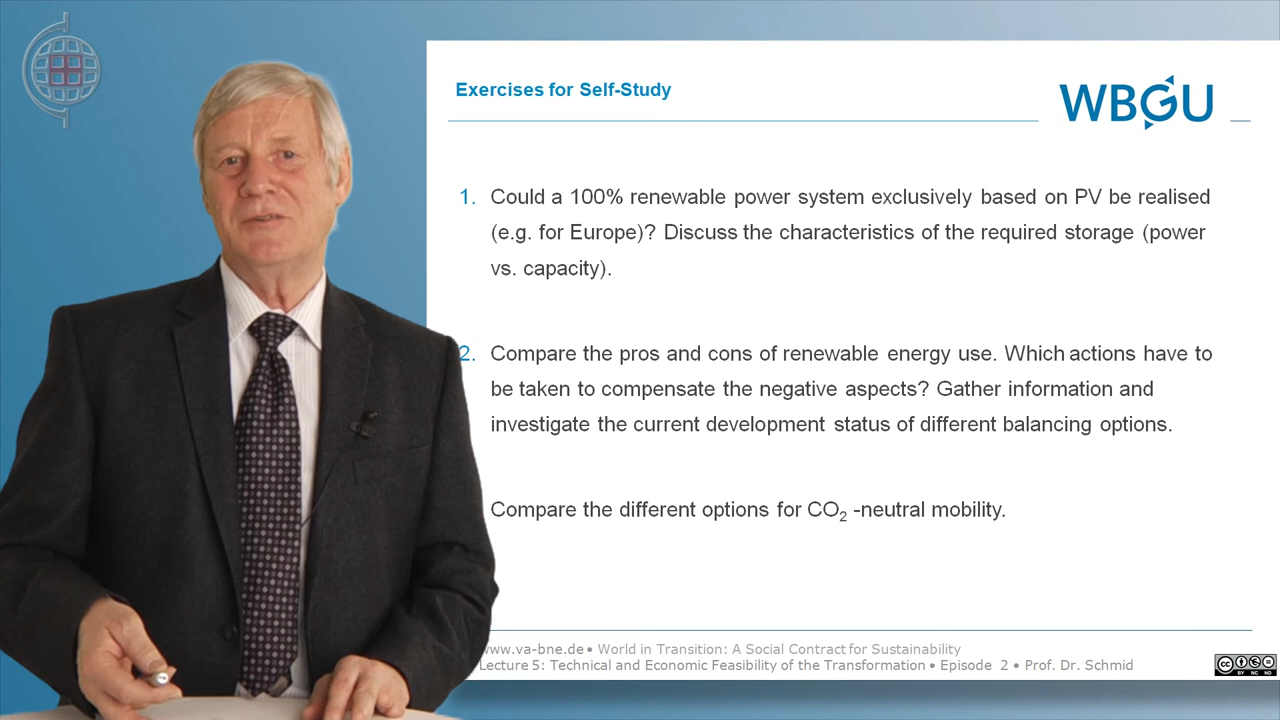 Exercises for Self-Study
WBGU
1. Could a 100% renewable power system exclusively based on PV be realised
(e.g. for Europe)? Discuss the characteristics of the required storage (power
vs. capacity).
2. Compare the pros and cons of renewable energy use. Which actions have to
be taken to compensate the negative aspects? Gather information and
investigate the current development status of different balancing options.
Compare the different options for CO2 -neutral mobility.
www.va-bne.de • World in Transition: A Social Contract for Sustainability
Lecture 5: Technical and Economic Feasibility of the Transformation • Episode 2 • Prof. Dr. Schmid
cc BY NC ND